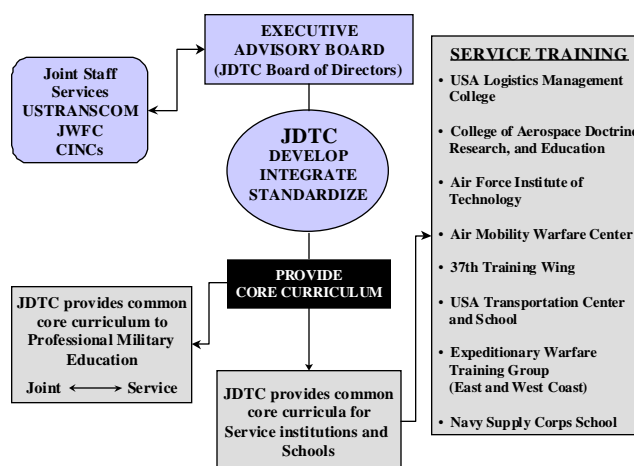 EXECUTIVE
ADVISORY BOARD
(JDTC Board of Directors)
Joint Staff
Services
USTRANSCOM
JWFC
CINCs
JDTC
DEVELOP
INTEGRATE
STANDARDIZE
PROVIDE
CORE CURRICULUM
JDTC provides common
core curriculum to
Professional Military
Education
Joint ⟷ Service
JDTC provides common
core curricula for
Service institutions and
Schools
SERVICE TRAINING
• USA Logistics Management
College
• College of Aerospace Doctrine,
Research, and Education
• Air Force Institute of
Technology
• Air Mobility Warfare Center
• 37th Training Wing
• USA Transportation Center
and School
• Expeditionary Warfare
Training Group
(East and West Coast)
• Navy Supply Corps School